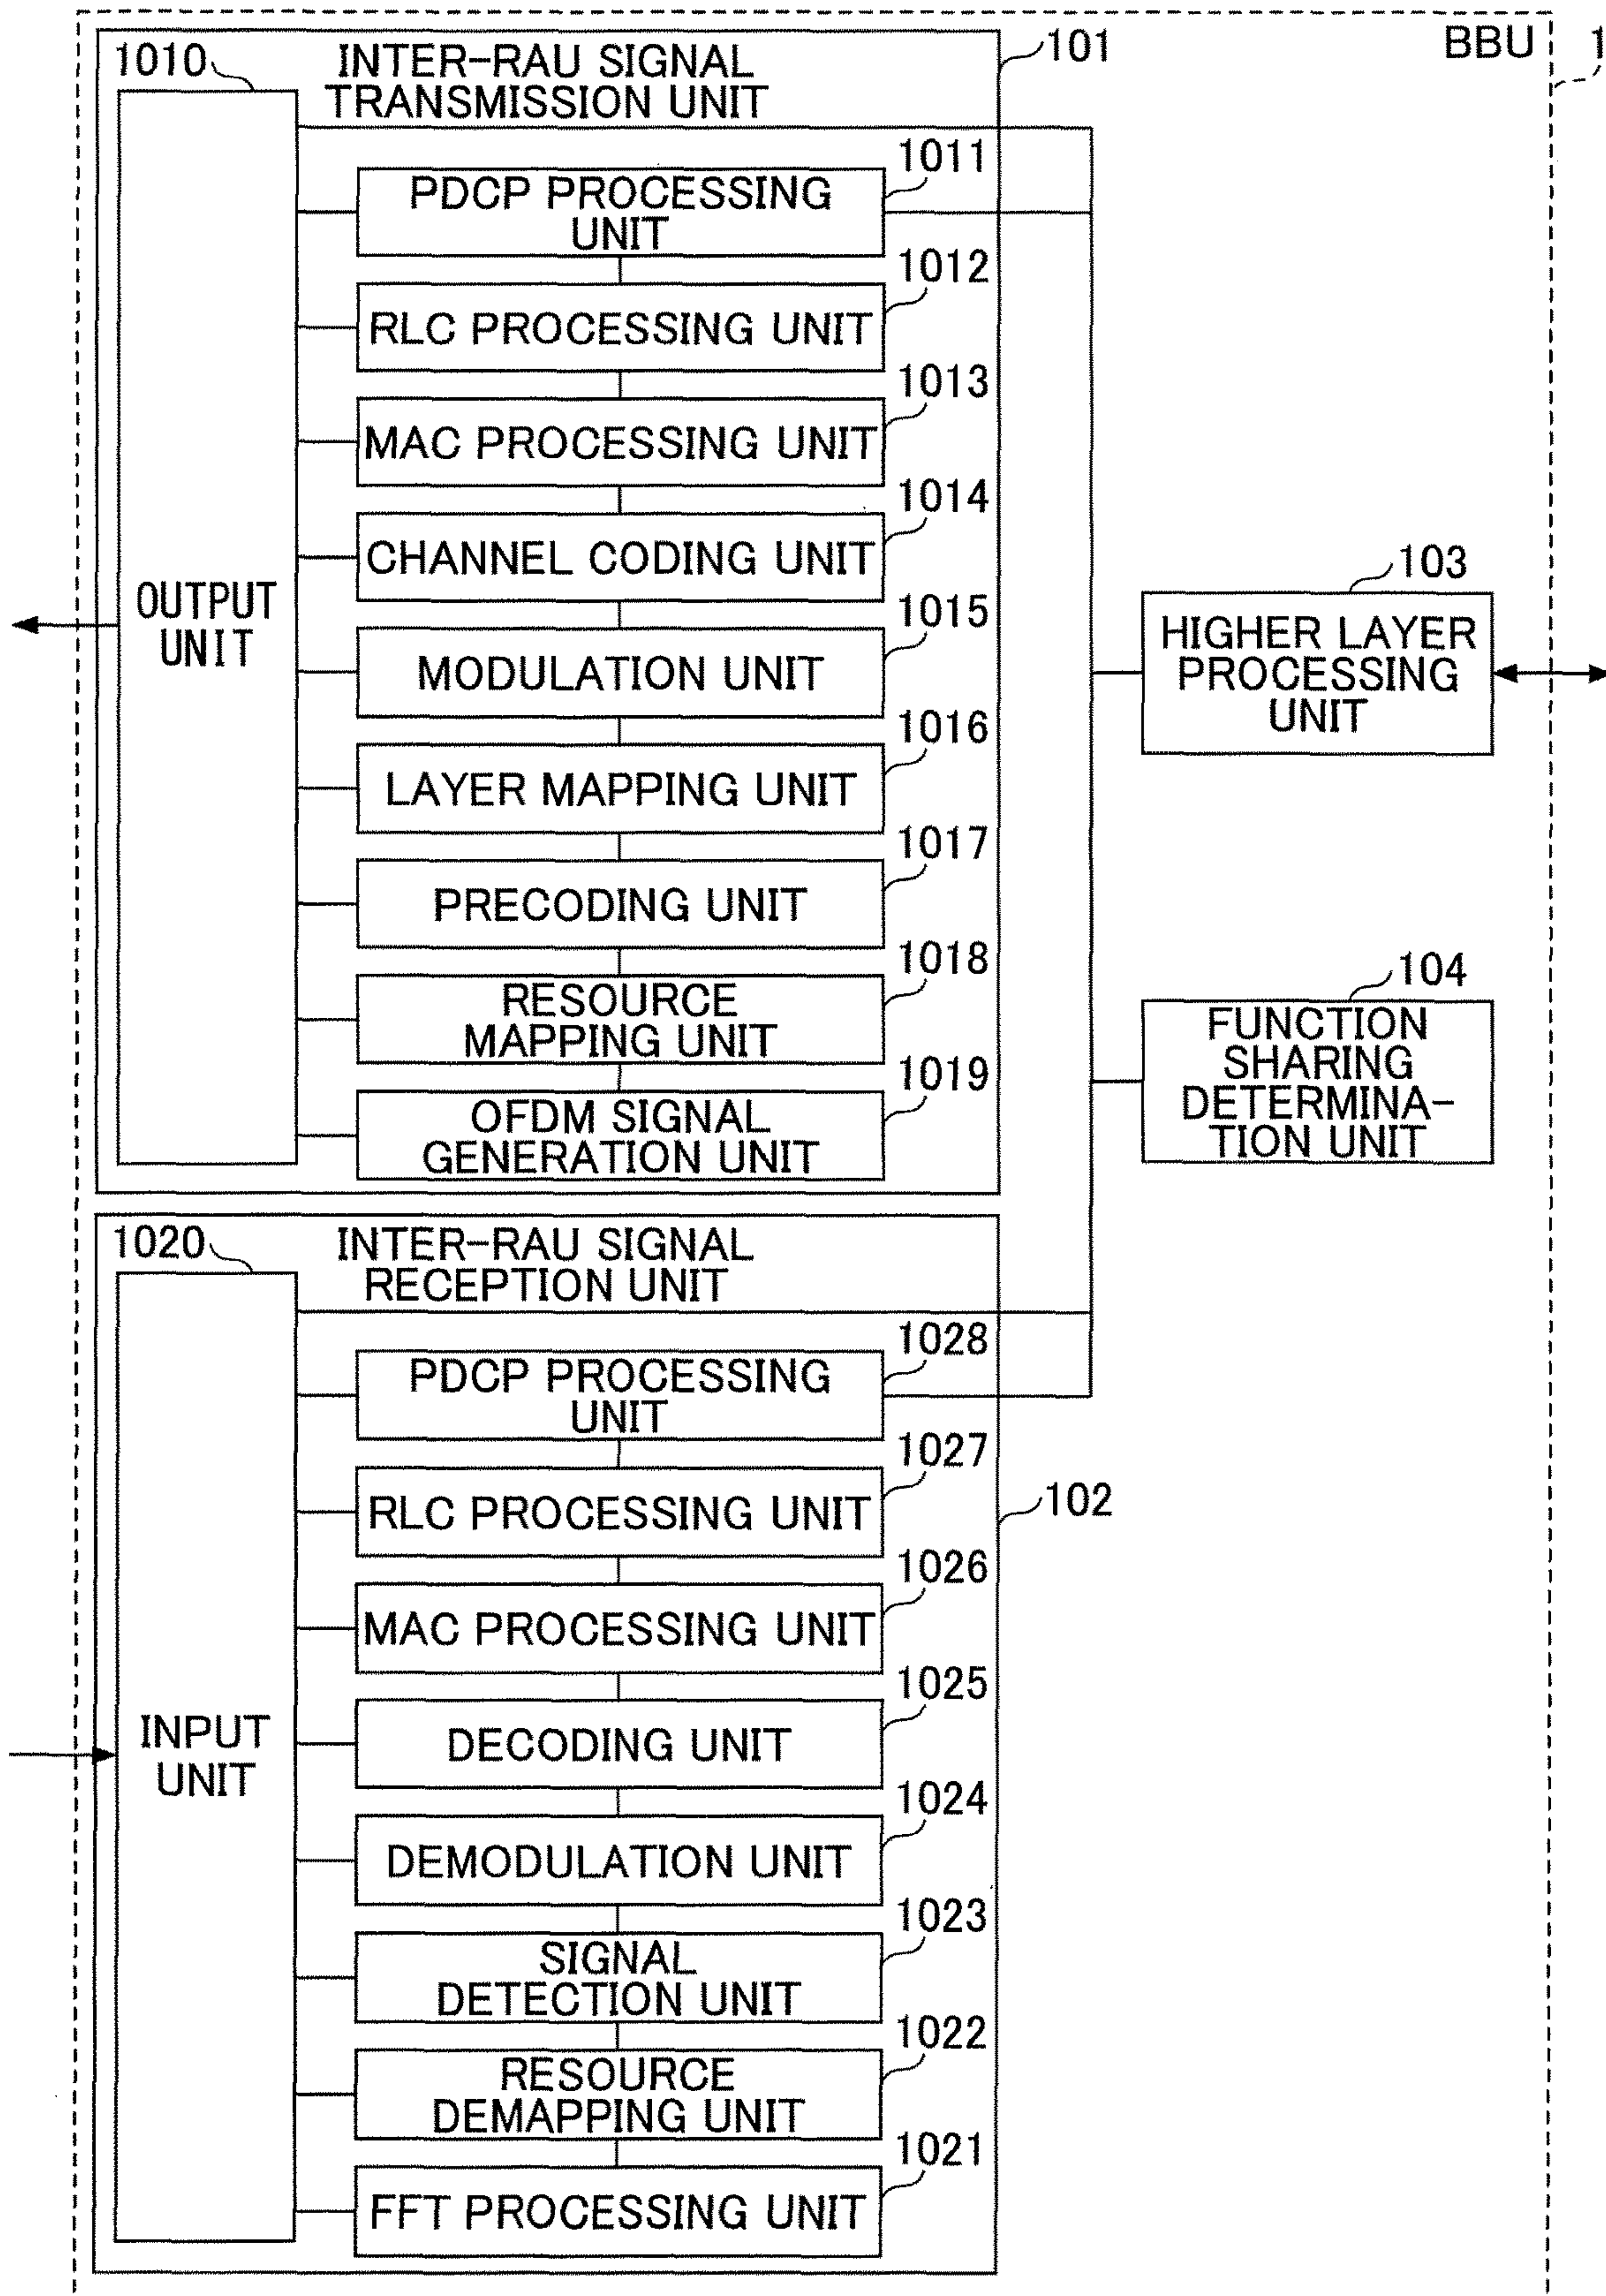 BBU
1
101
1010
INTER-RAU SIGNAL
TRANSMISSION UNIT
1011
PDCP PROCESSING
UNIT
1012
RLC PROCESSING UNIT
1013
MAC PROCESSING UNIT
1014
CHANNEL CODING UNIT
OUTPUT
UNIT
1015
MODULATION UNIT
1016
LAYER MAPPING UNIT
1017
PRECODING UNIT
1018
RESOURCE
MAPPING UNIT
1019
OFDM SIGNAL
GENERATION UNIT
103
HIGHER LAYER
PROCESSING
UNIT
104
FUNCTION
SHARING
DETERMINA-
TION UNIT
1020
INTER-RAU SIGNAL
RECEPTION UNIT
1028
PDCP PROCESSING
UNIT
1027
RLC PROCESSING UNIT
102
1026
MAC PROCESSING UNIT
1025
DECODING UNIT
INPUT
UNIT
1024
DEMODULATION UNIT
1023
SIGNAL
DETECTION UNIT
1022
RESOURCE
DEMAPPING UNIT
1021
FFT PROCESSING UNIT